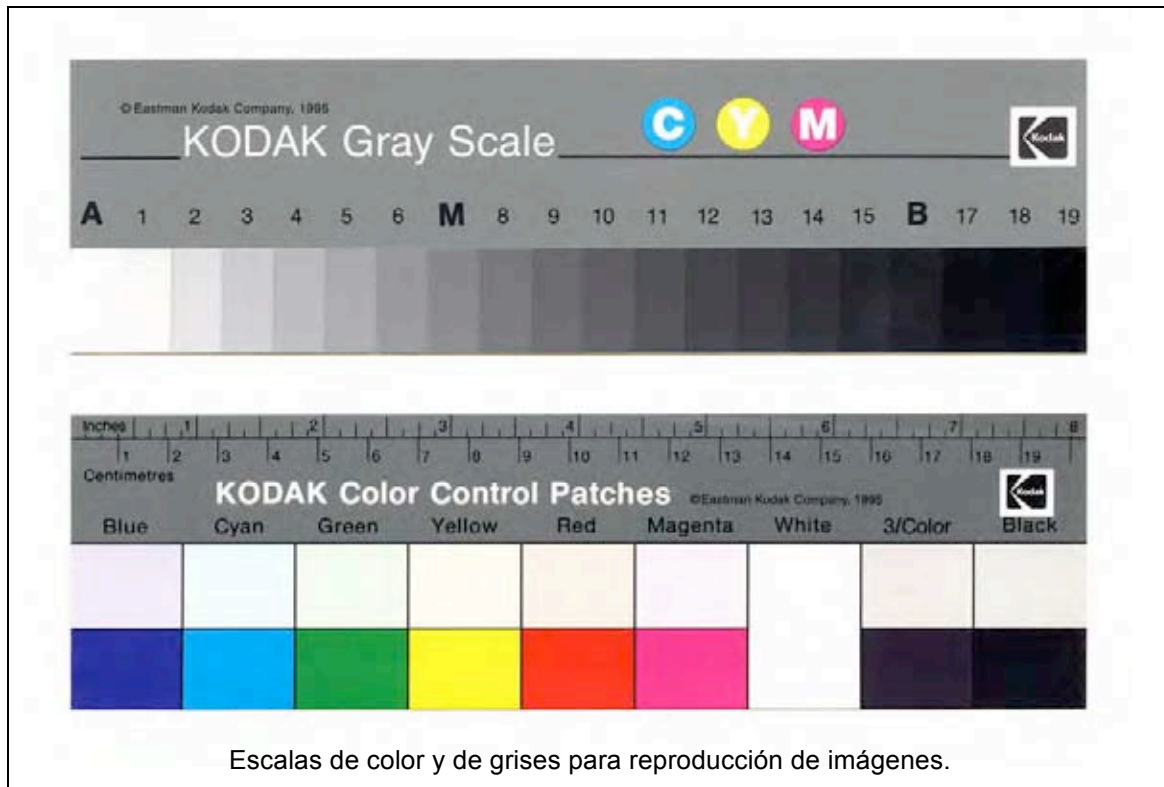 © Eastman Kodak Company, 1995
KODAK Gray Scale
C Y M
Kodak
A 1 2 3 4 5 6 M 8 9 10 11 12 13 14 15 B 17 18 19
Inches 1 2 3 4 5 6 7 8
1 2 3 4 5 6 7 8 9 10 11 12 13 14 15 16 17 18 19
Centimetres
KODAK Color Control Patches ©Eastman Kodak Company, 1995
Kodak
Blue Cyan Green Yellow Red Magenta White 3/Color Black
Escalas de color y de grises para reproducción de imágenes.